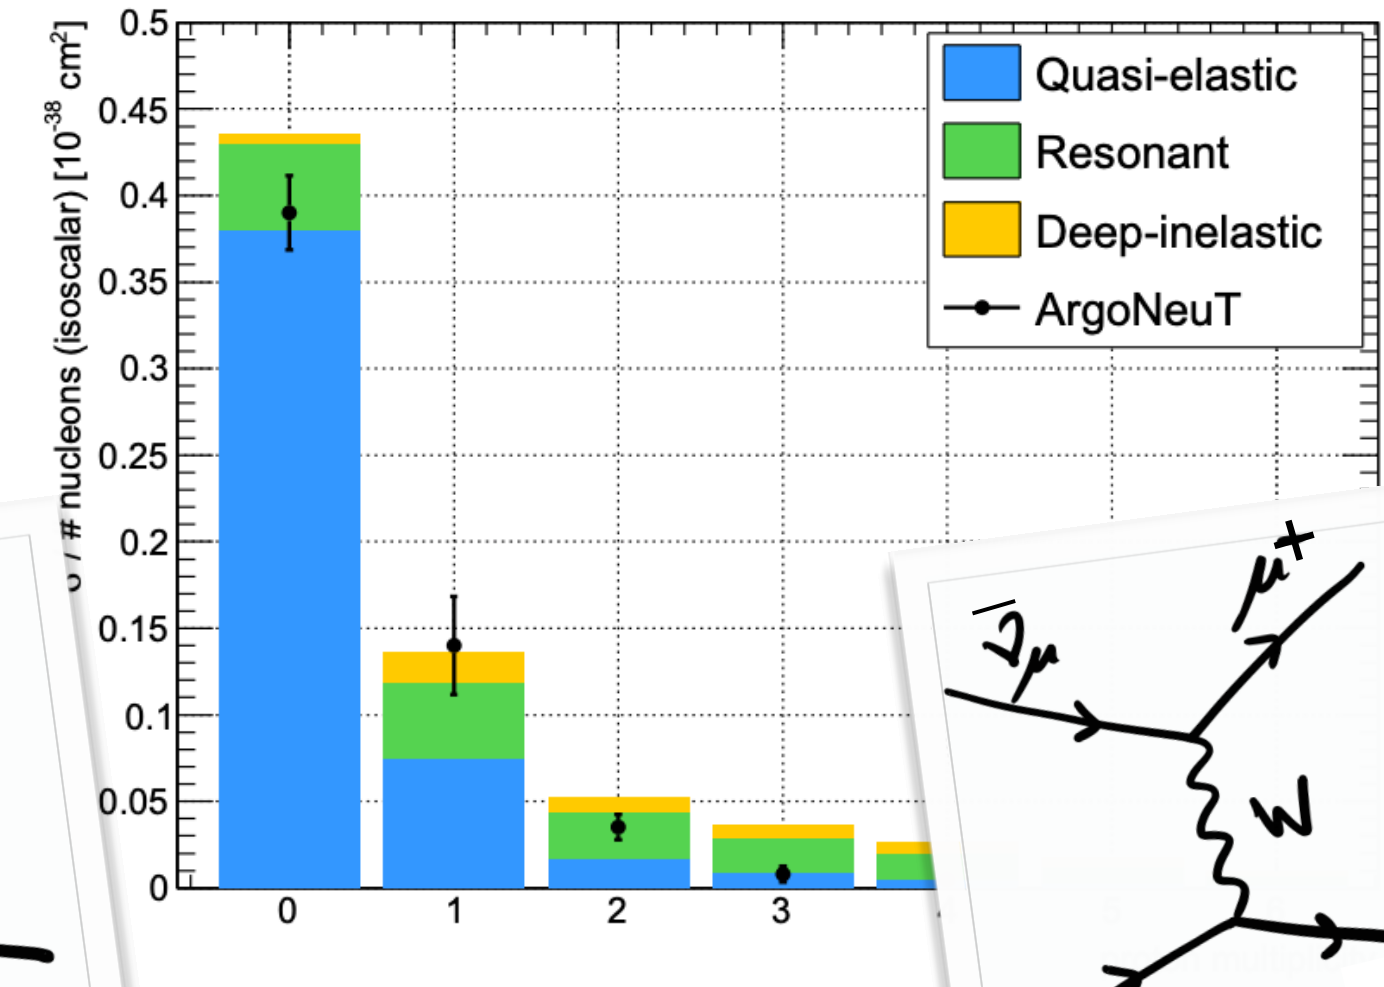 0.5
0.45
0.4
0.35
0.3
0.25
0.2
0.15
0.1
0.05
0
/ # nucleons (isoscalar) [10⁻³⁸ cm²]
Quasi-elastic
Resonant
Deep-inelastic
ArgoNeuT
0 1 2 3
ν̅μ
μ⁺
W